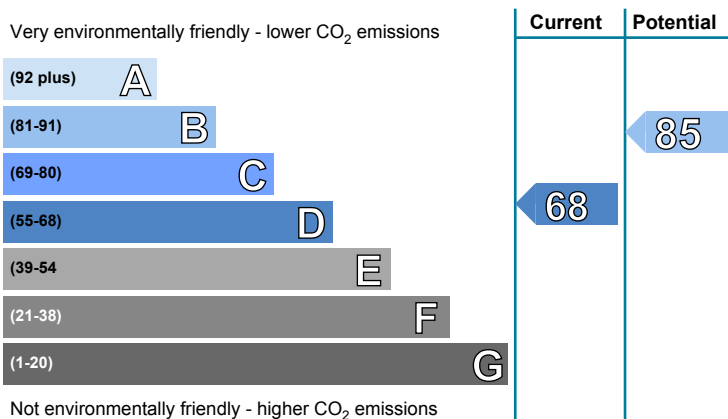 Current Potential
Very environmentally friendly - lower CO2 emissions
(92 plus) A
(81-91) B
85
(69-80) C
68
(55-68) D
(39-54 E
(21-38) F
(1-20) G
Not environmentally friendly - higher CO2 emissions